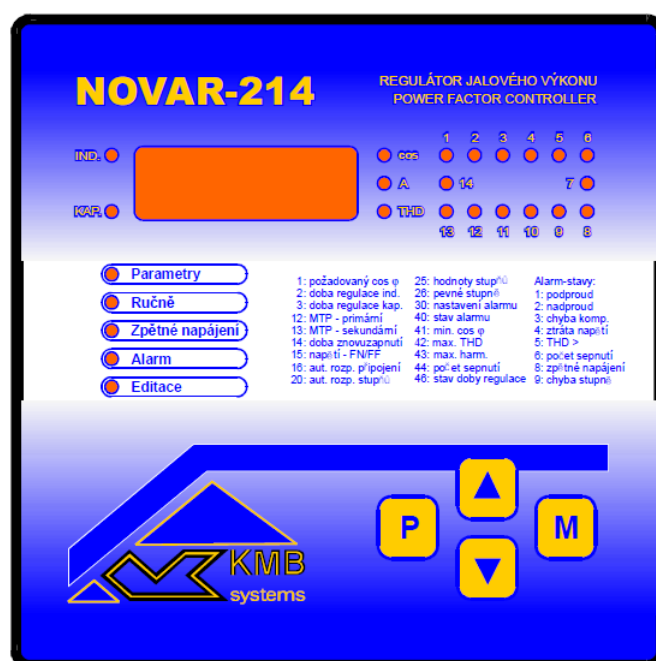 NOVAR-214
REGULÁTOR JALOVÉHO VÝKONU
POWER FACTOR CONTROLLER
1 2 3 4 5 6
IND. cos
A 14 7
KAP. THD
13 12 11 10 9 8
Parametry
Ručně
Zpětné napájení
Alarm
Editace
1: požadovaný cos φ
2: doba regulace ind.
3: doba regulace kap.
12: MTP - primární
13: MTP - sekundární
14: doba znovuzapnutí
15: napětí - FN/FF
16: aut. rozp. připojení
20: aut. rozp. stupňů
25: hodnoty stupňů
26: pevné stupně
30: nastavení alarmu
40: stav alarmu
41: min. cos φ
42: max. THD
43: max. harm.
44: počet sepnutí
46: stav doby regulace
Alarm-stavy:
1: podproud
2: nadproud
3: chyba komp.
4: ztráta napětí
5: THD >
6: počet sepnutí
8: zpětné napájení
9: chyba stupně
P
M
KMB
systems